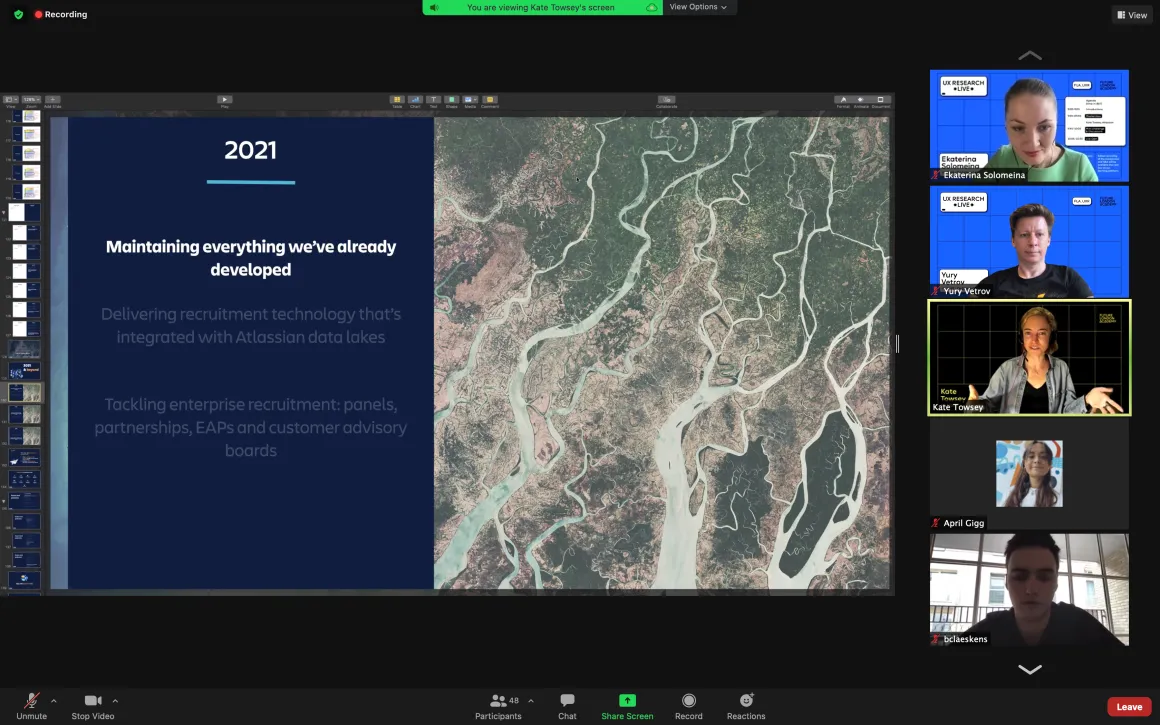 Recording
You are viewing Kate Towsey's screen
View Options
View
2021
Maintaining everything we've already
developed
Delivering recruitment technology that's
integrated with Atlassian data lakes
Tackling enterprise recruitment: panels,
partnerships, EAPs and customer advisory
boards
UX RESEARCH
•LIVE•
Ekaterina
Solomeina
Ekaterina Solomeina
UX RESEARCH
•LIVE•
Yury
Vetrov
Yury Vetrov
FUTURE
LONDON
ACADEMY
Kate
Towsey
Kate Towsey
April Gigg
bclaeskens
Unmute
Stop Video
Participants
48
Chat
Share Screen
Record
Reactions
Leave